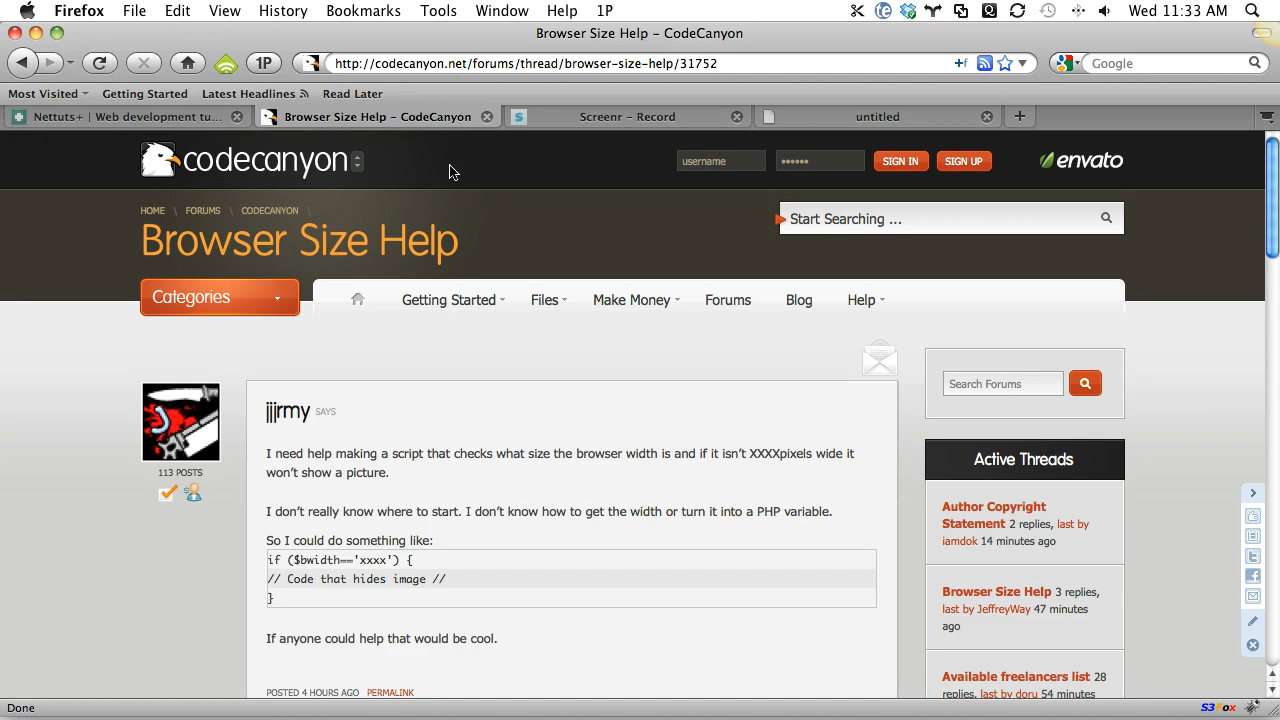 Firefox File Edit View History Bookmarks Tools Window Help 1P Wed 11:33 AM
Browser Size Help – CodeCanyon
1P http://codecanyon.net/forums/thread/browser-size-help/31752 Google
Most Visited Getting Started Latest Headlines Read Later
Nettuts+ | Web development tu... Browser Size Help – CodeCanyon Screenr – Record untitled
codecanyon username •••••• SIGN IN SIGN UP envato
HOME \ FORUMS \ CODECANYON \
Start Searching ...
Browser Size Help
Categories Getting Started Files Make Money Forums Blog Help
Search Forums
jjjrmy SAYS
I need help making a script that checks what size the browser width is and if it isn't XXXXpixels wide it
won't show a picture.
113 POSTS
I don't really know where to start. I don't know how to get the width or turn it into a PHP variable.
So I could do something like:
if ($bwidth=='xxxx') {
// Code that hides image //
}
If anyone could help that would be cool.
POSTED 4 HOURS AGO PERMALINK
Active Threads
Author Copyright
Statement 2 replies, last by
iamdok 14 minutes ago
Browser Size Help 3 replies,
last by JeffreyWay 47 minutes
ago
Available freelancers list 28
replies, last by doru 54 minutes
Done S3Fox